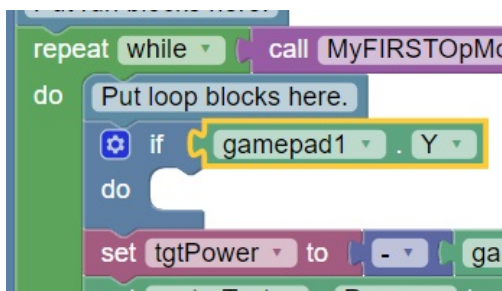 repeat while call MyFIRSTOpMo
do Put loop blocks here.
if gamepad1 . Y
do
set tgtPower to - ga